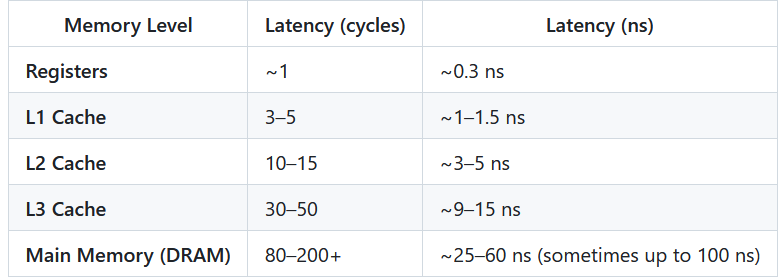 Memory Level Latency (cycles) Latency (ns)
Registers ~1 ~0.3 ns
L1 Cache 3–5 ~1–1.5 ns
L2 Cache 10–15 ~3–5 ns
L3 Cache 30–50 ~9–15 ns
Main Memory (DRAM) 80–200+ ~25–60 ns (sometimes up to 100 ns)